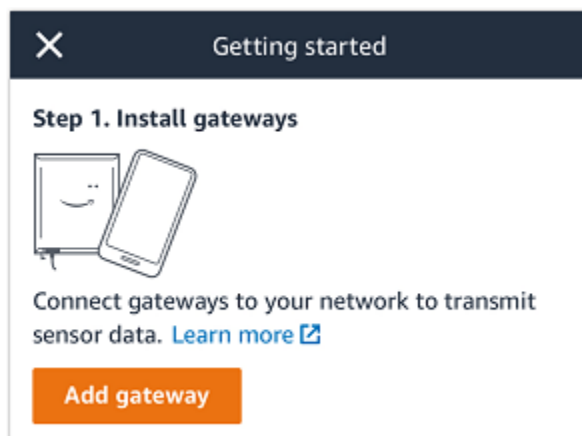 Getting started
Step 1. Install gateways
Connect gateways to your network to transmit
sensor data. Learn more
Add gateway